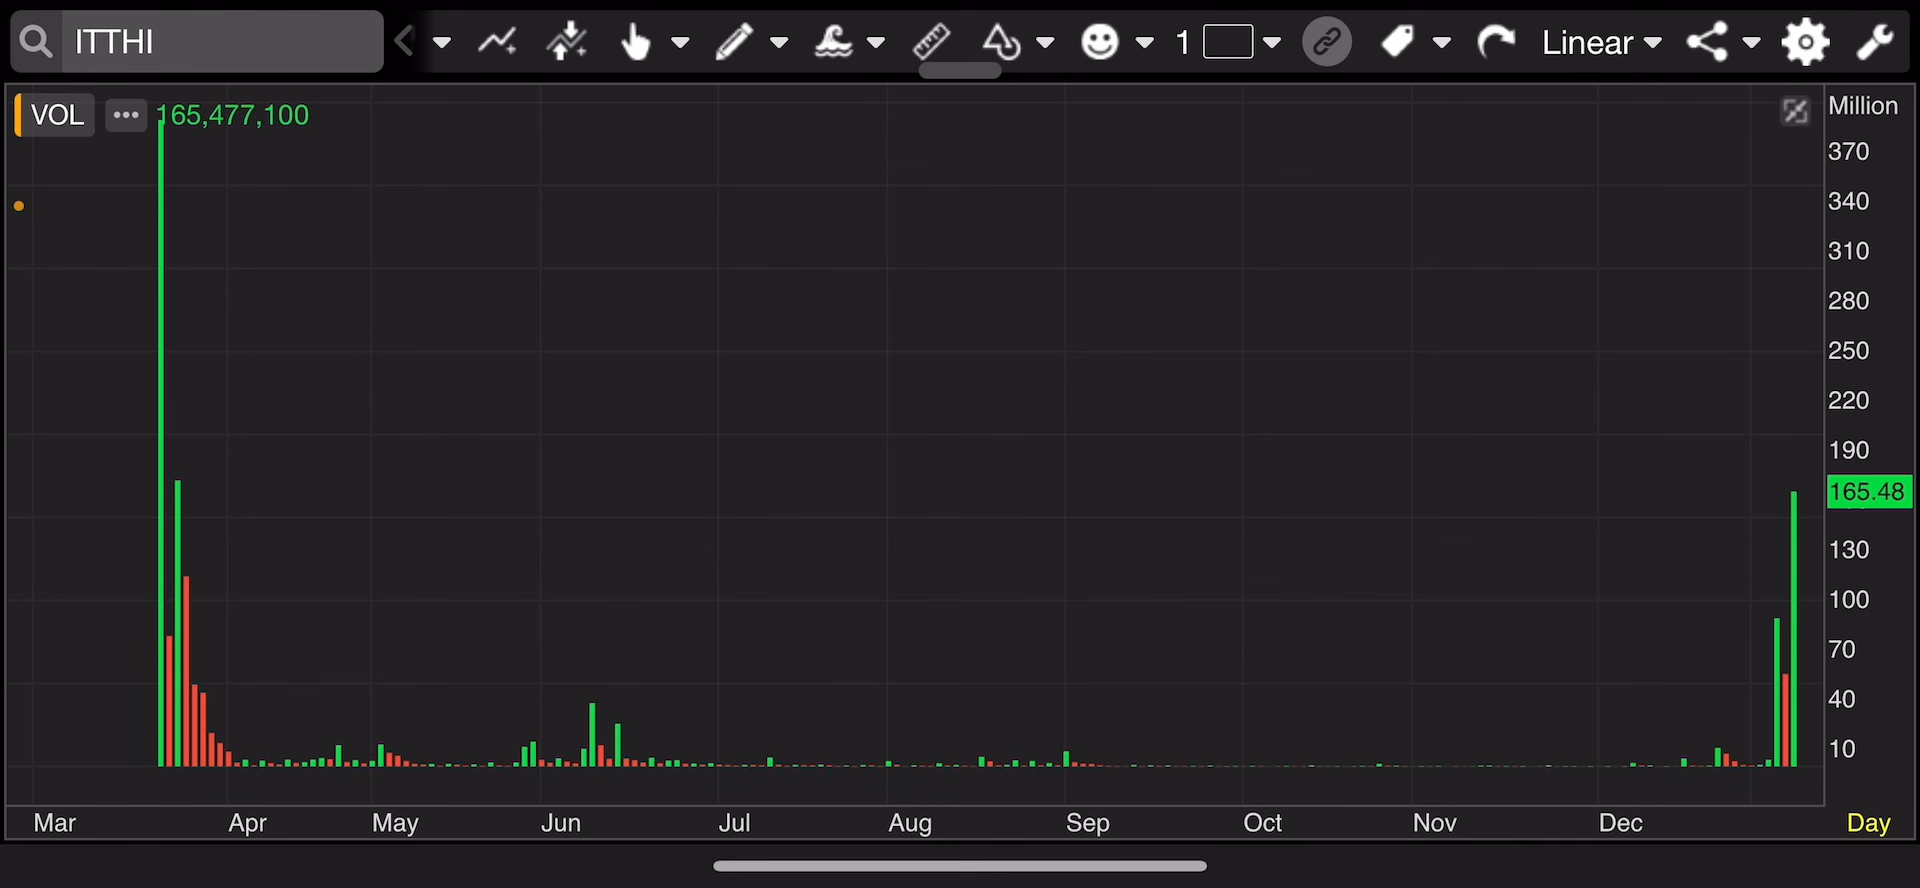 ITTHI
1
Linear
VOL
165,477,100
Million
370
340
310
280
250
220
190
165.48
130
100
70
40
10
Mar
Apr
May
Jun
Jul
Aug
Sep
Oct
Nov
Dec
Day